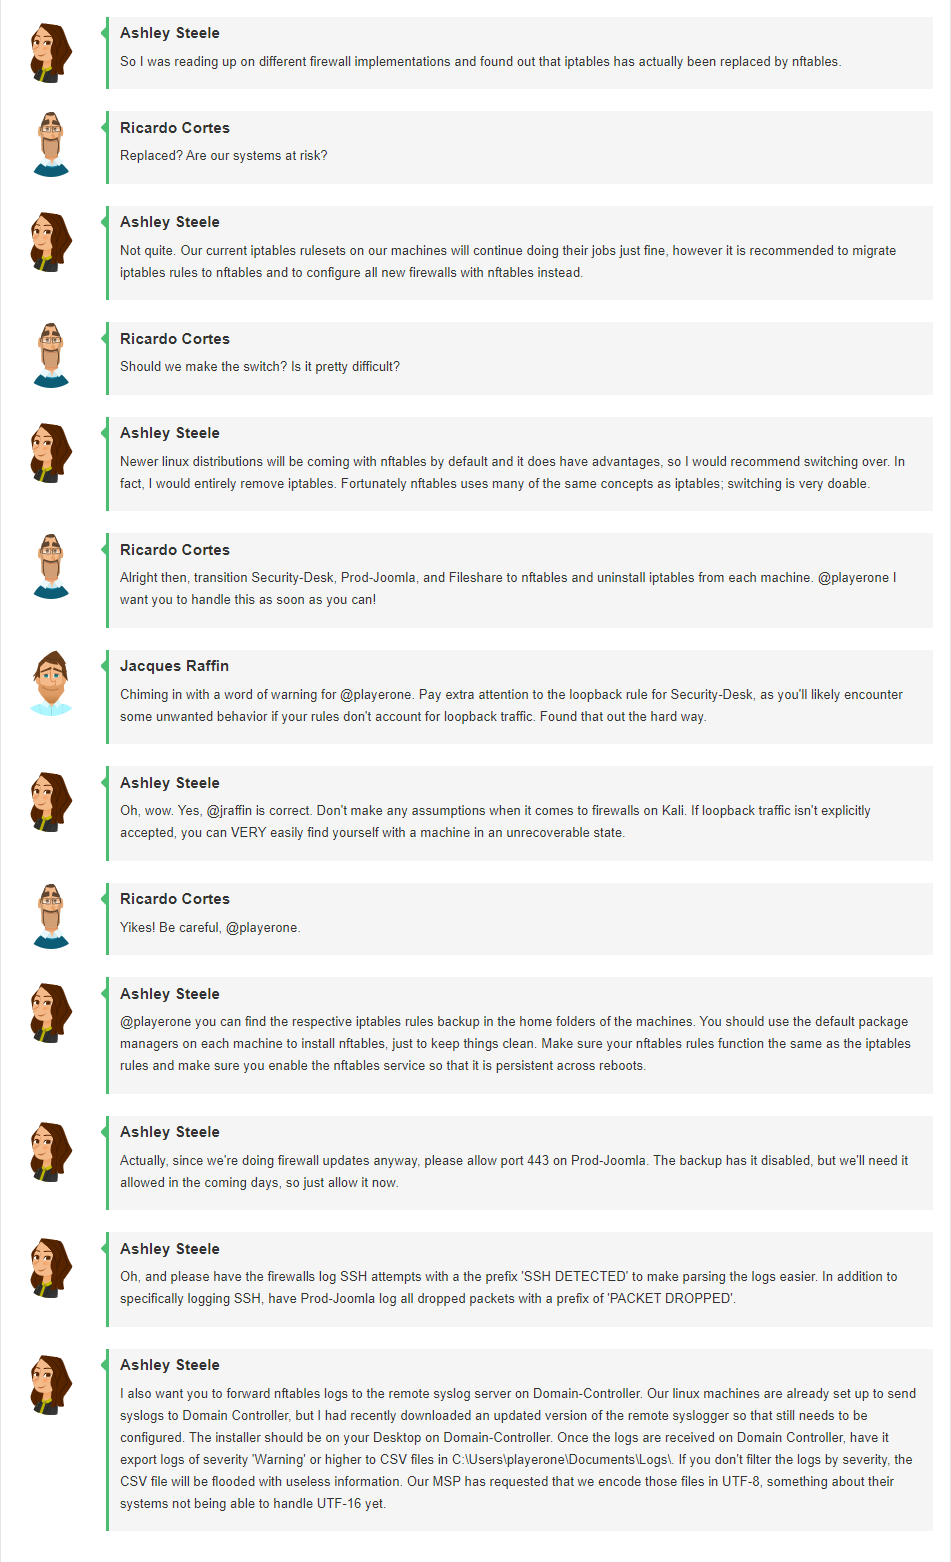 Ashley Steele
So I was reading up on different firewall implementations and found out that iptables has actually been replaced by nftables.
Ricardo Cortes
Replaced? Are our systems at risk?
Ashley Steele
Not quite. Our current iptables rulesets on our machines will continue doing their jobs just fine, however it is recommended to migrate
iptables rules to nftables and to configure all new firewalls with nftables instead.
Ricardo Cortes
Should we make the switch? Is it pretty difficult?
Ashley Steele
Newer linux distributions will be coming with nftables by default and it does have advantages, so I would recommend switching over. In
fact, I would entirely remove iptables. Fortunately nftables uses many of the same concepts as iptables; switching is very doable.
Ricardo Cortes
Alright then, transition Security-Desk, Prod-Joomla, and Fileshare to nftables and uninstall iptables from each machine. @playerone I
want you to handle this as soon as you can!
Jacques Raffin
Chiming in with a word of warning for @playerone. Pay extra attention to the loopback rule for Security-Desk, as you'll likely encounter
some unwanted behavior if your rules don't account for loopback traffic. Found that out the hard way.
Ashley Steele
Oh, wow. Yes, @jraffin is correct. Don't make any assumptions when it comes to firewalls on Kali. If loopback traffic isn't explicitly
accepted, you can VERY easily find yourself with a machine in an unrecoverable state.
Ricardo Cortes
Yikes! Be careful, @playerone.
Ashley Steele
@playerone you can find the respective iptables rules backup in the home folders of the machines. You should use the default package
managers on each machine to install nftables, just to keep things clean. Make sure your nftables rules function the same as the iptables
rules and make sure you enable the nftables service so that it is persistent across reboots.
Ashley Steele
Actually, since we're doing firewall updates anyway, please allow port 443 on Prod-Joomla. The backup has it disabled, but we'll need it
allowed in the coming days, so just allow it now.
Ashley Steele
Oh, and please have the firewalls log SSH attempts with a the prefix 'SSH DETECTED' to make parsing the logs easier. In addition to
specifically logging SSH, have Prod-Joomla log all dropped packets with a prefix of 'PACKET DROPPED'.
Ashley Steele
I also want you to forward nftables logs to the remote syslog server on Domain-Controller. Our linux machines are already set up to send
syslogs to Domain Controller, but I had recently downloaded an updated version of the remote syslogger so that still needs to be
configured. The installer should be on your Desktop on Domain-Controller. Once the logs are received on Domain Controller, have it
export logs of severity 'Warning' or higher to CSV files in C:\Users\playerone\Documents\Logs\. If you don't filter the logs by severity, the
CSV file will be flooded with useless information. Our MSP has requested that we encode those files in UTF-8, something about their
systems not being able to handle UTF-16 yet.